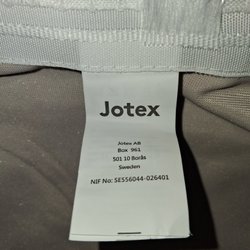 Jotex
Jotex AB
Box 961
501 10 Borås
Sweden
NIF No: SE556044-026401